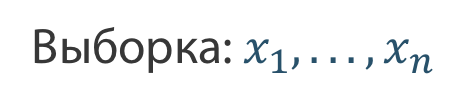 Выборка: x₁, . . . , xₙ